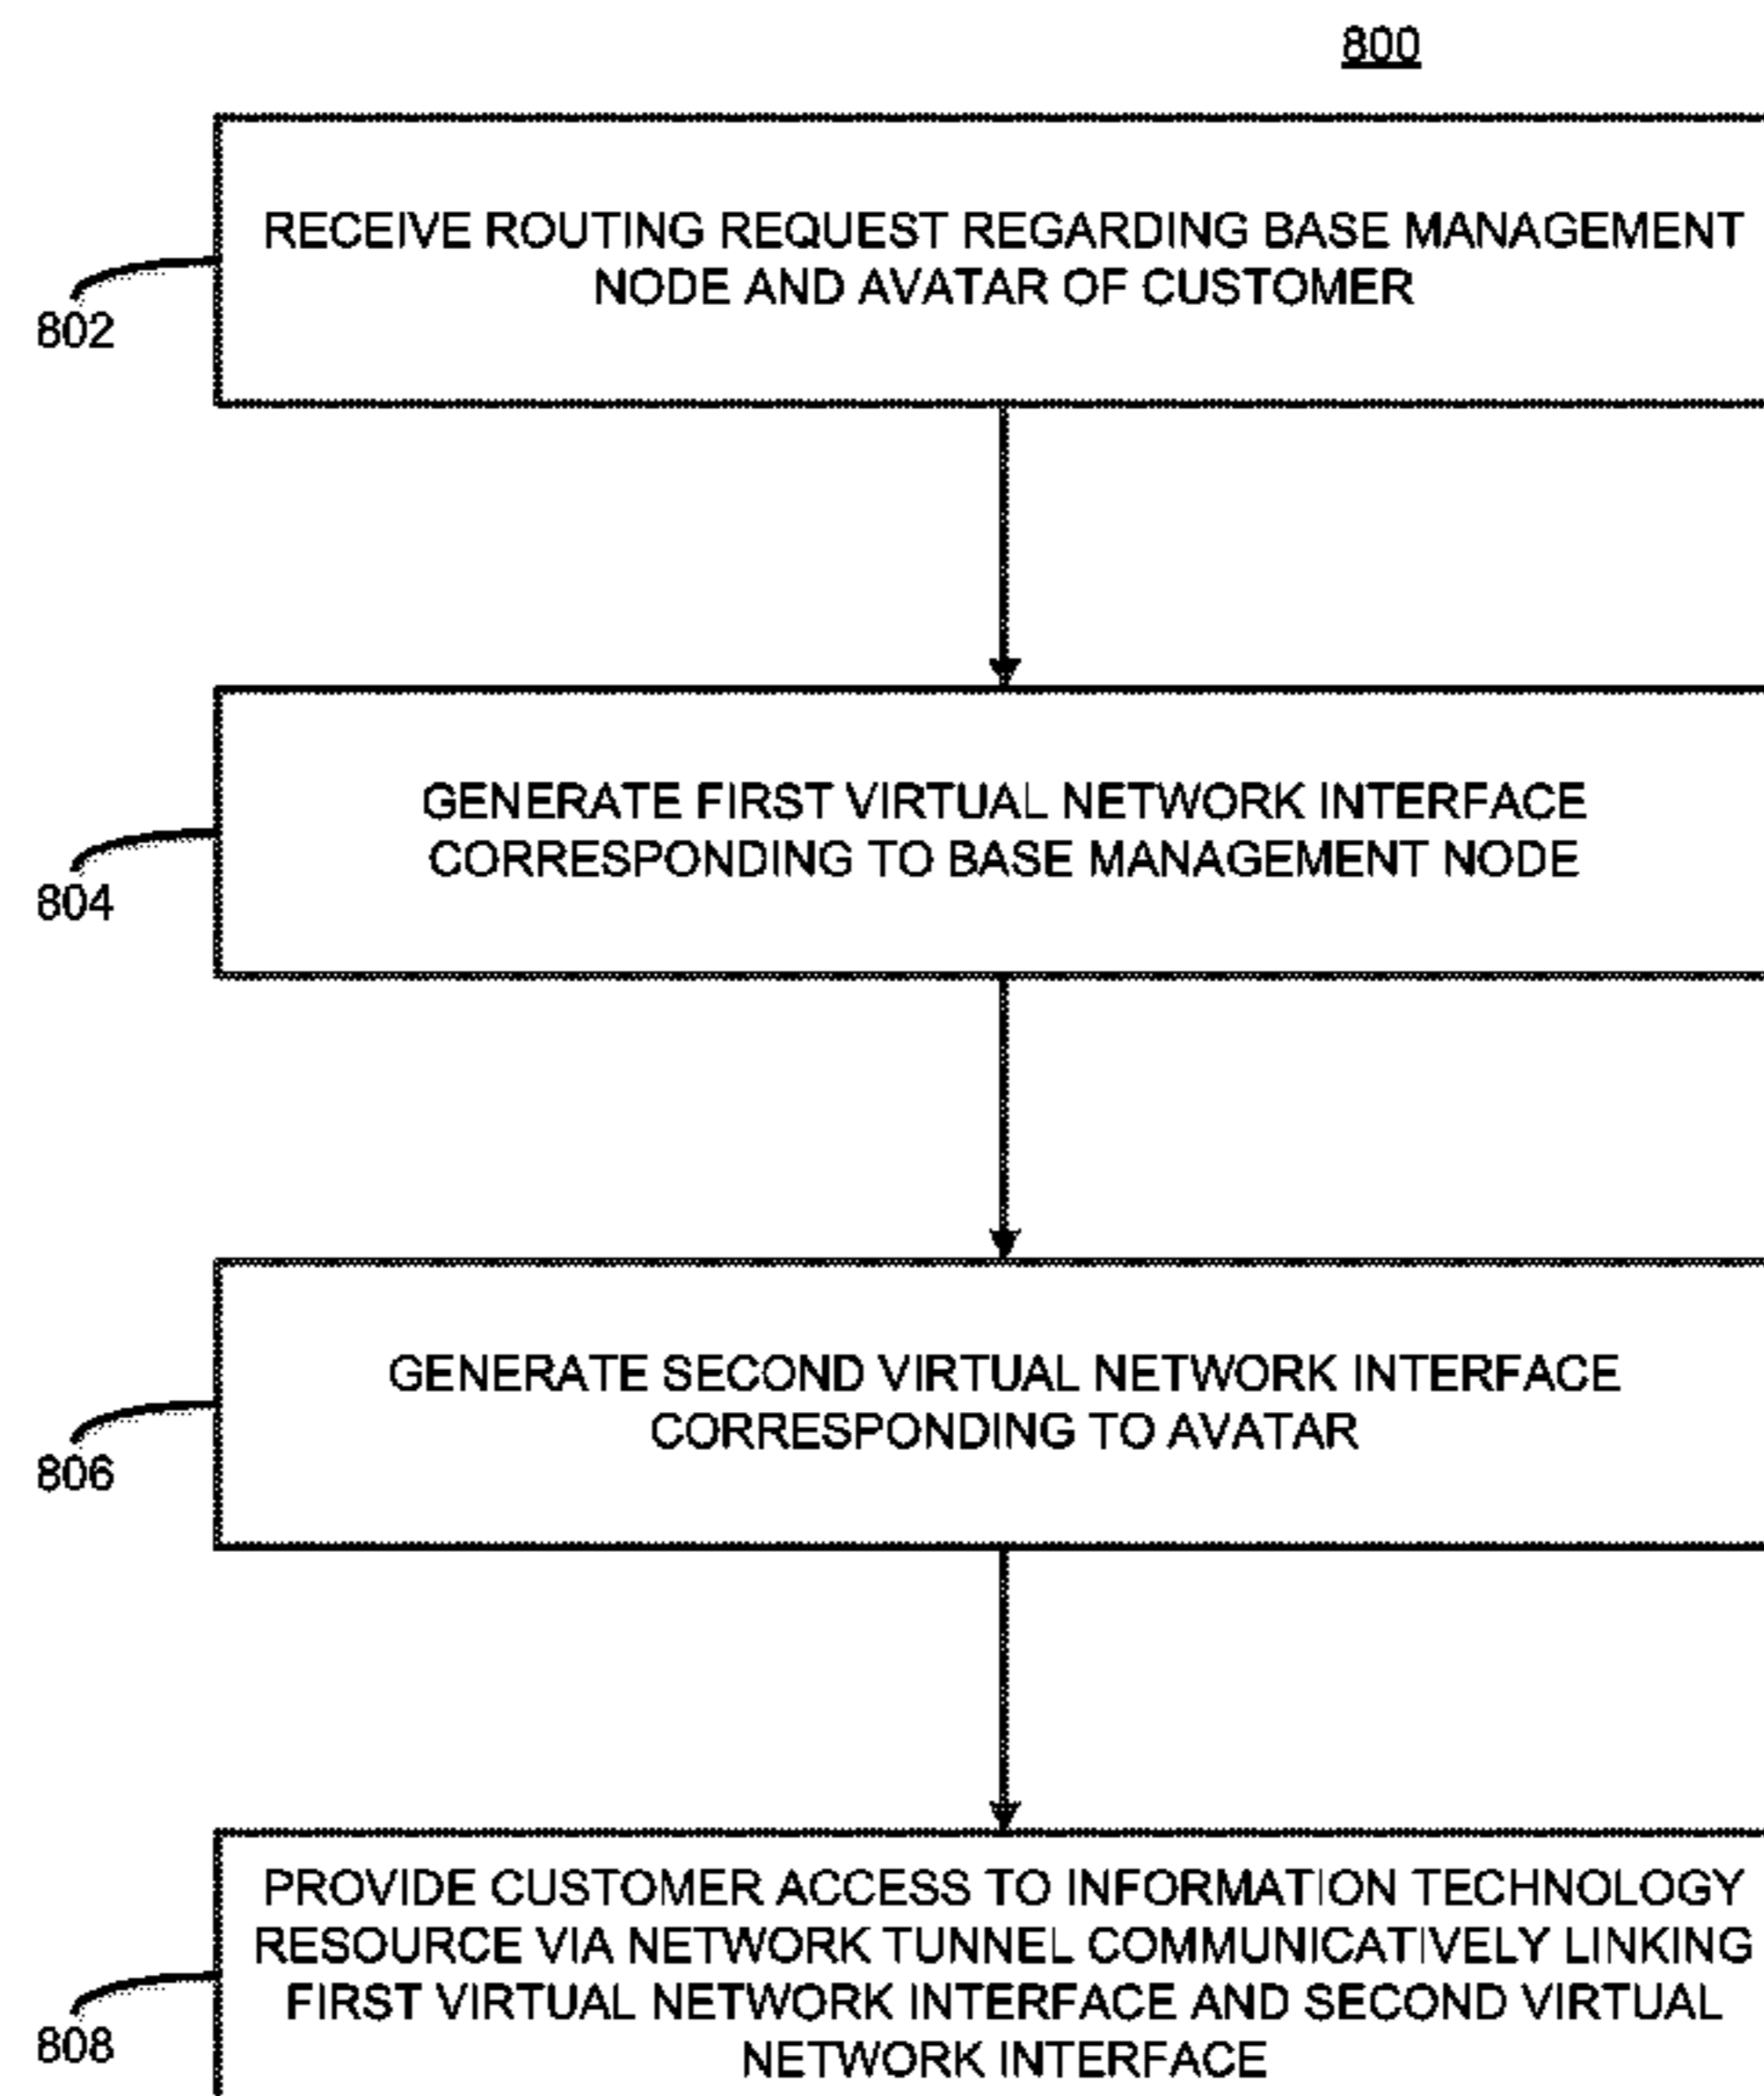 800
RECEIVE ROUTING REQUEST REGARDING BASE MANAGEMENT
NODE AND AVATAR OF CUSTOMER
802
GENERATE FIRST VIRTUAL NETWORK INTERFACE
CORRESPONDING TO BASE MANAGEMENT NODE
804
GENERATE SECOND VIRTUAL NETWORK INTERFACE
CORRESPONDING TO AVATAR
806
PROVIDE CUSTOMER ACCESS TO INFORMATION TECHNOLOGY
RESOURCE VIA NETWORK TUNNEL COMMUNICATIVELY LINKING
FIRST VIRTUAL NETWORK INTERFACE AND SECOND VIRTUAL
NETWORK INTERFACE
808